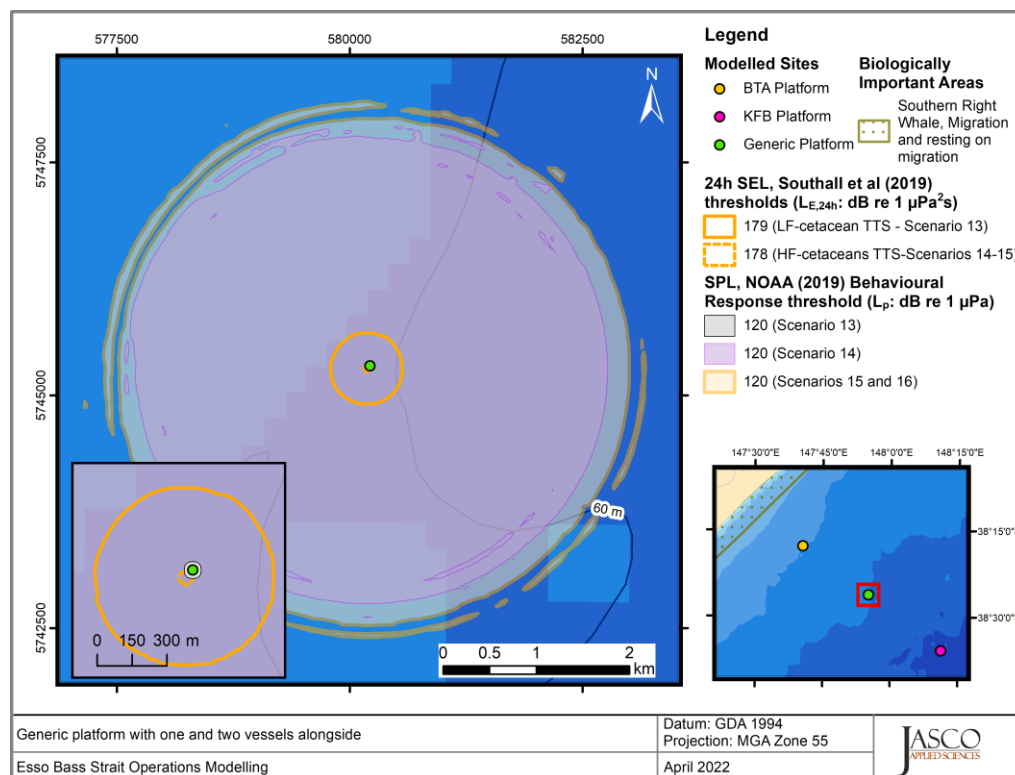 577500 580000 582500
5747500
5745000
5742500
N
60 m
0 150 300 m
0 0.5 1 2
km
Legend
Modelled Sites
BTA Platform
KFB Platform
Generic Platform
Biologically
Important Areas
Southern Right
Whale, Migration
and resting on
migration
24h SEL, Southall et al (2019)
thresholds (LE,24h: dB re 1 µPa²s)
179 (LF-cetacean TTS - Scenario 13)
178 (HF-cetaceans TTS-Scenarios 14-15)
SPL, NOAA (2019) Behavioural
Response threshold (Lp: dB re 1 µPa)
120 (Scenario 13)
120 (Scenario 14)
120 (Scenarios 15 and 16)
147°30'0"E 147°45'0"E 148°0'0"E 148°15'0"E
38°15'0"S
38°30'0"S
Generic platform with one and two vessels alongside
Esso Bass Strait Operations Modelling
Datum: GDA 1994
Projection: MGA Zone 55
April 2022
JASCO
APPLIED SCIENCES